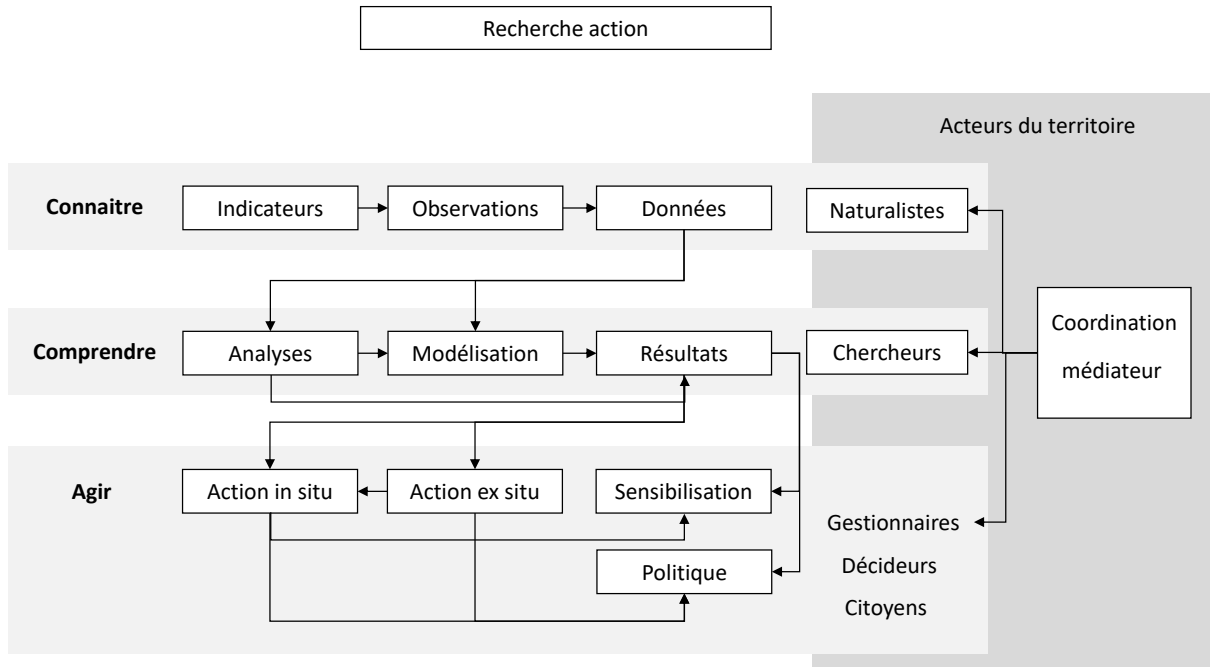 Recherche action
Acteurs du territoire
Connaitre
Indicateurs
Observations
Données
Naturalistes
Comprendre
Analyses
Modélisation
Résultats
Chercheurs
Coordination
médiateur
Agir
Action in situ
Action ex situ
Sensibilisation
Politique
Gestionnaires
Décideurs
Citoyens